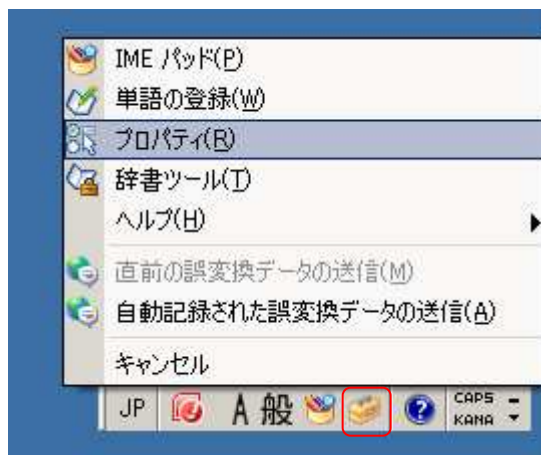 IME パッド(P)
単語の登録(W)
プロパティ(R)
辞書ツール(T)
ヘルプ(H)
直前の誤変換データの送信(M)
自動記録された誤変換データの送信(A)
キャンセル
JP A 般 ? CAPS
KANA